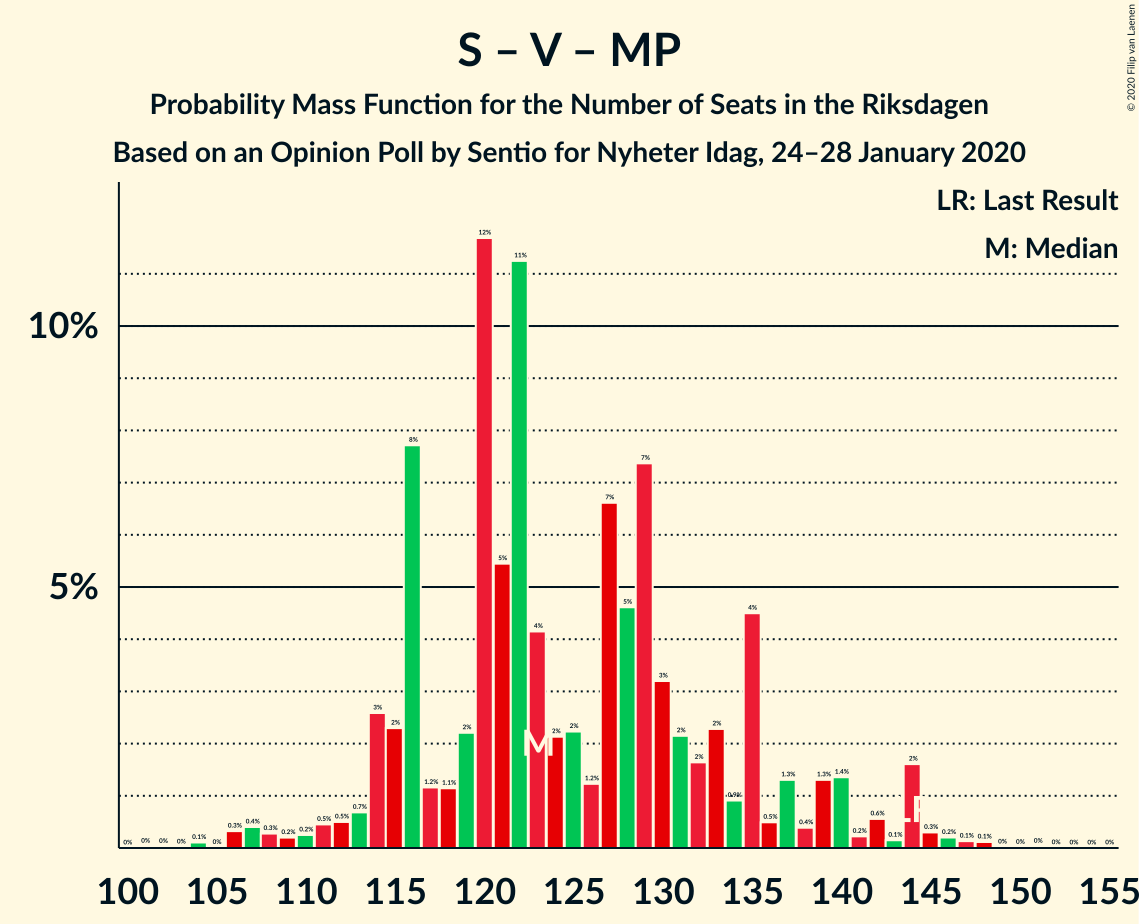 S – V – MP
Probability Mass Function for the Number of Seats in the Riksdagen
Based on an Opinion Poll by Sentio for Nyheter Idag, 24–28 January 2020
© 2020 Filip van Laenen
LR: Last Result
M: Median
10%
5%
0% 0% 0% 0% 0.1% 0% 0.3% 0.4% 0.3% 0.2% 0.2% 0.5% 0.5% 0.7% 3% 2% 8% 1.2% 1.1% 2% 12% 5% 11% 4% 2% 2% 1.2% 7% 5% 7% 3% 2% 2% 2% 0.9% 4% 0.5% 1.3% 0.4% 1.3% 1.4% 0.2% 0.6% 0.1% 2% 0.3% 0.2% 0.1% 0.1% 0% 0% 0% 0% 0% 0% 0%
M
100 105 110 115 120 125 130 135 140 145 150 155